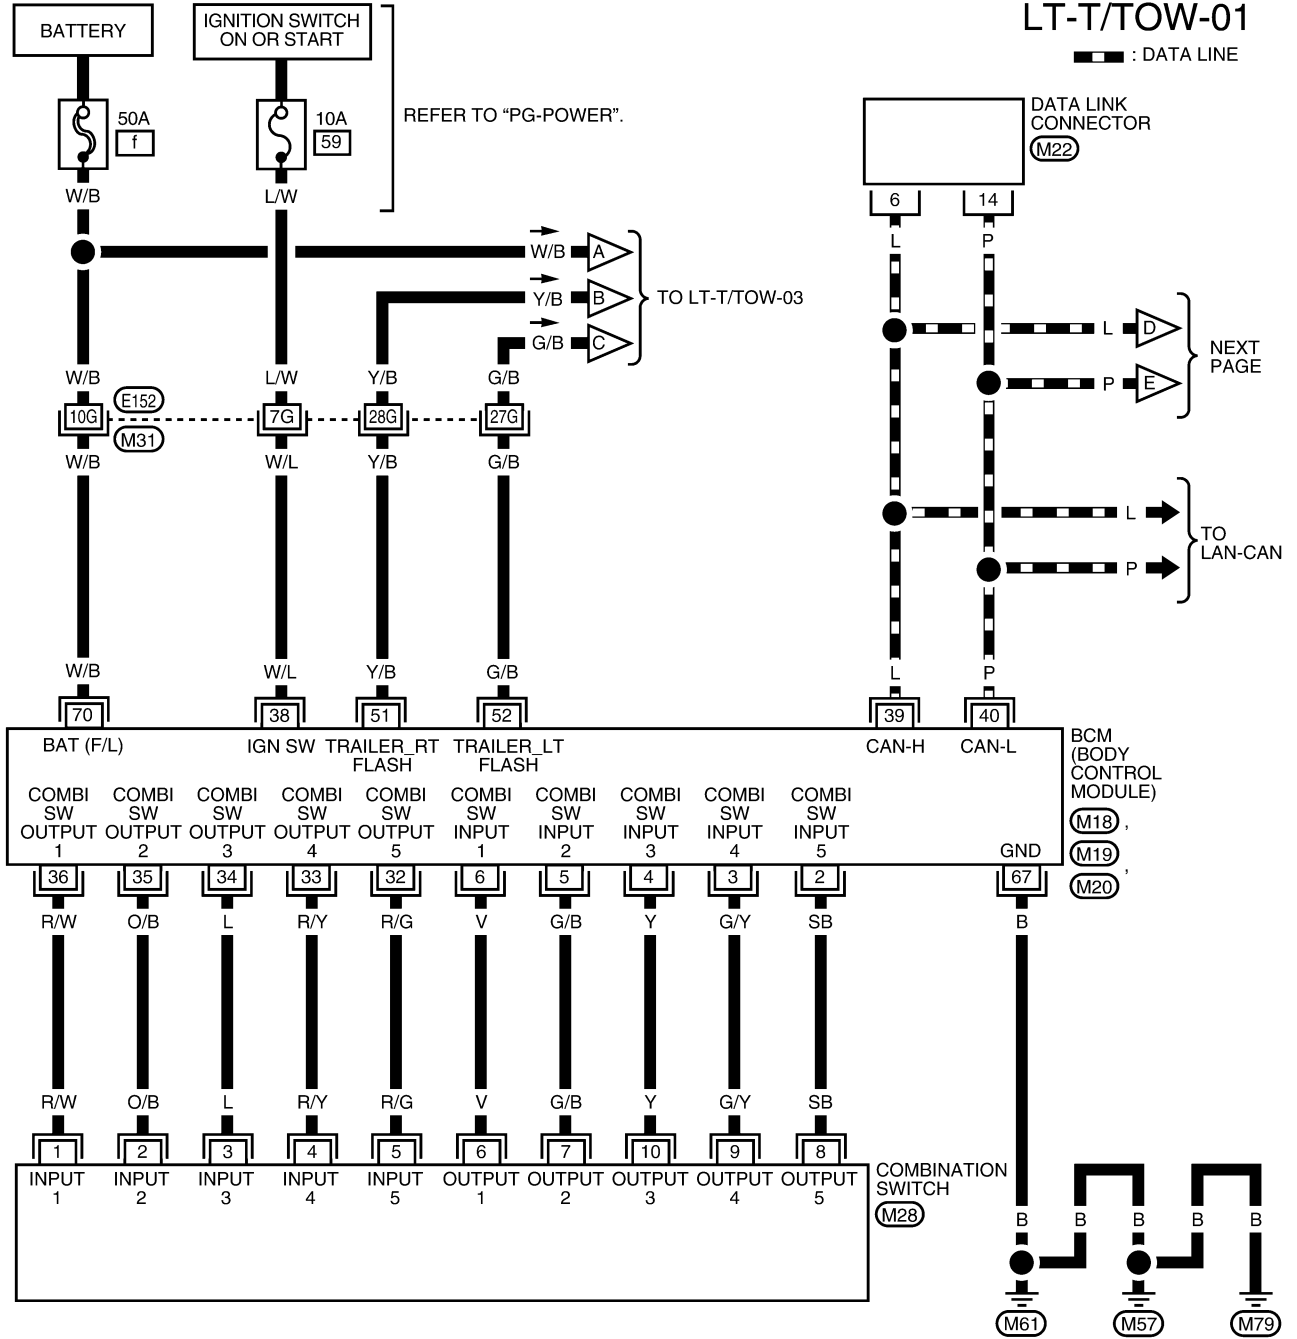 LT-T/TOW-01
: DATA LINE
BATTERY
IGNITION SWITCH
ON OR START
50A
f
10A
59
REFER TO “PG-POWER”.
DATA LINK
CONNECTOR
M22
6 14
W/B L/W
L P
W/B A
Y/B B
G/B C
TO LT-T/TOW-03
L D
P E
NEXT
PAGE
W/B L/W Y/B G/B
E152
10G 7G 28G 27G
M31
W/B W/L Y/B G/B
L
P
TO
LAN-CAN
W/B W/L Y/B G/B L P
70 38 51 52 39 40
BAT (F/L) IGN SW TRAILER_RT TRAILER_LT CAN-H CAN-L
FLASH FLASH
BCM
(BODY
CONTROL
MODULE)
M18 ,
M19 ,
M20
COMBI COMBI COMBI COMBI COMBI COMBI COMBI COMBI COMBI COMBI
SW SW SW SW SW SW SW SW SW SW
OUTPUT OUTPUT OUTPUT OUTPUT OUTPUT INPUT INPUT INPUT INPUT INPUT
1 2 3 4 5 1 2 3 4 5 GND
36 35 34 33 32 6 5 4 3 2 67
R/W O/B L R/Y R/G V G/B Y G/Y SB B
R/W O/B L R/Y R/G V G/B Y G/Y SB
1 2 3 4 5 6 7 10 9 8
INPUT INPUT INPUT INPUT INPUT OUTPUT OUTPUT OUTPUT OUTPUT OUTPUT
1 2 3 4 5 1 2 3 4 5
COMBINATION
SWITCH
M28
B B B B B
M61 M57 M79